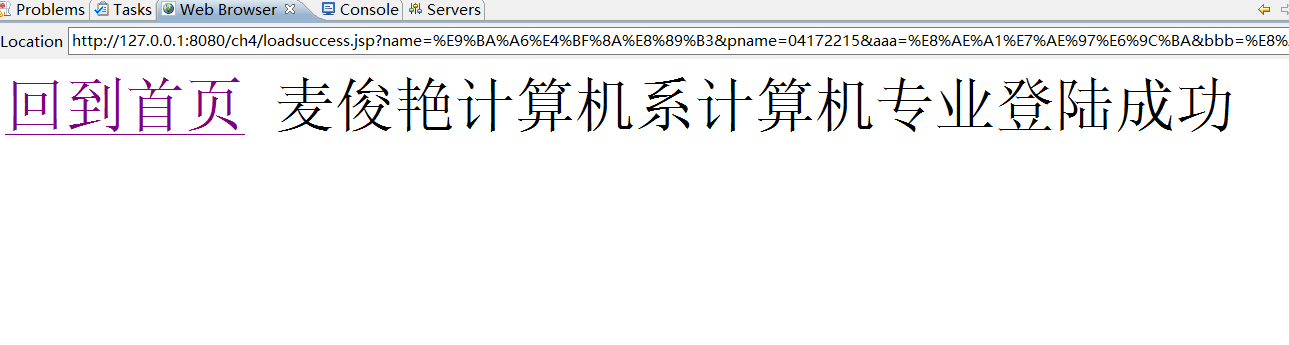 Problems Tasks Web Browser Console Servers
Location http://127.0.0.1:8080/ch4/loadsuccess.jsp?name=%E9%BA%A6%E4%BF%8A%E8%89%B3&pname=04172215&aaa=%E8%AE%A1%E7%AE%97%E6%9C%BA&bbb=%E8%
回到首页 麦俊艳计算机系计算机专业登陆成功